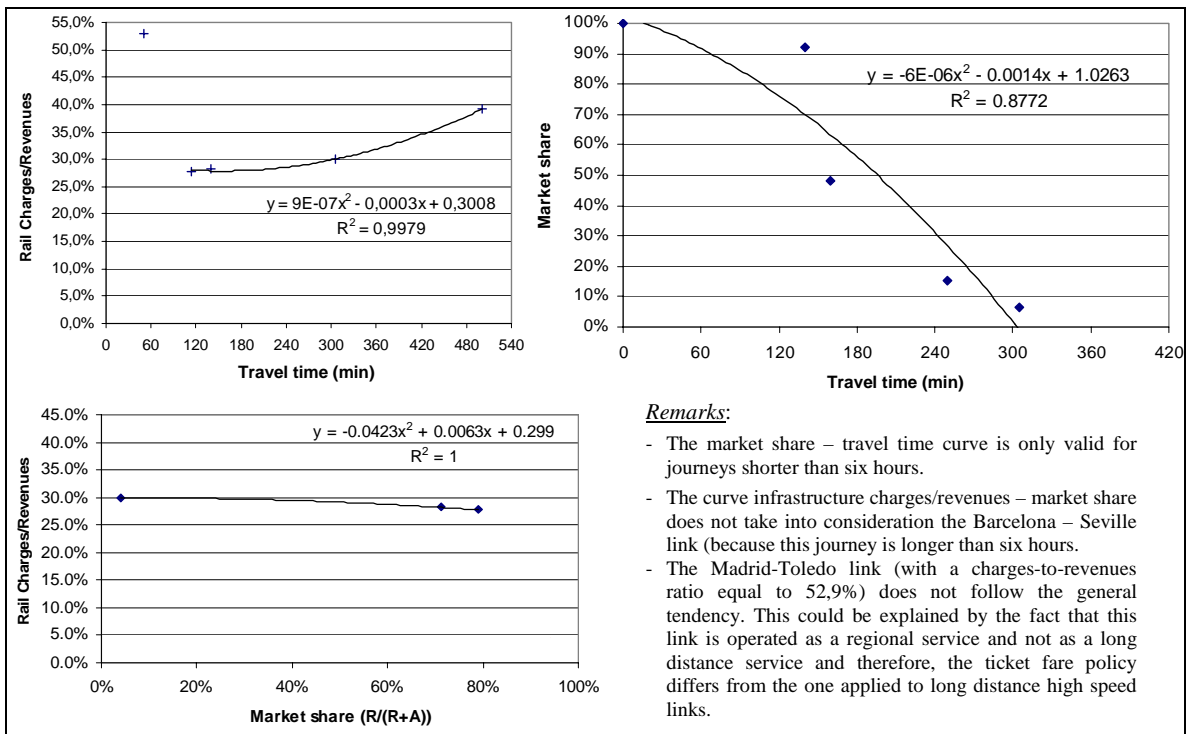 55,0%
50,0%
45,0%
40,0%
35,0%
30,0%
25,0%
20,0%
15,0%
10,0%
5,0%
0,0%
Rail Charges/Revenues
y = 9E-07x² - 0,0003x + 0,3008
R² = 0,9979
0 60 120 180 240 300 360 420 480 540
Travel time (min)
100%
90%
80%
70%
60%
50%
40%
30%
20%
10%
0%
Market share
y = -6E-06x² - 0.0014x + 1.0263
R² = 0.8772
0 60 120 180 240 300 360 420
Travel time (min)
45.0%
40.0%
35.0%
30.0%
25.0%
20.0%
15.0%
10.0%
5.0%
0.0%
Rail Charges/Revenues
y = -0.0423x² + 0.0063x + 0.299
R² = 1
0% 20% 40% 60% 80% 100%
Market share (R/(R+A))
Remarks:
- The market share – travel time curve is only valid for
journeys shorter than six hours.
- The curve infrastructure charges/revenues – market share
does not take into consideration the Barcelona – Seville
link (because this journey is longer than six hours.
- The Madrid-Toledo link (with a charges-to-revenues
ratio equal to 52,9%) does not follow the general
tendency. This could be explained by the fact that this
link is operated as a regional service and not as a long
distance service and therefore, the ticket fare policy
differs from the one applied to long distance high speed
links.